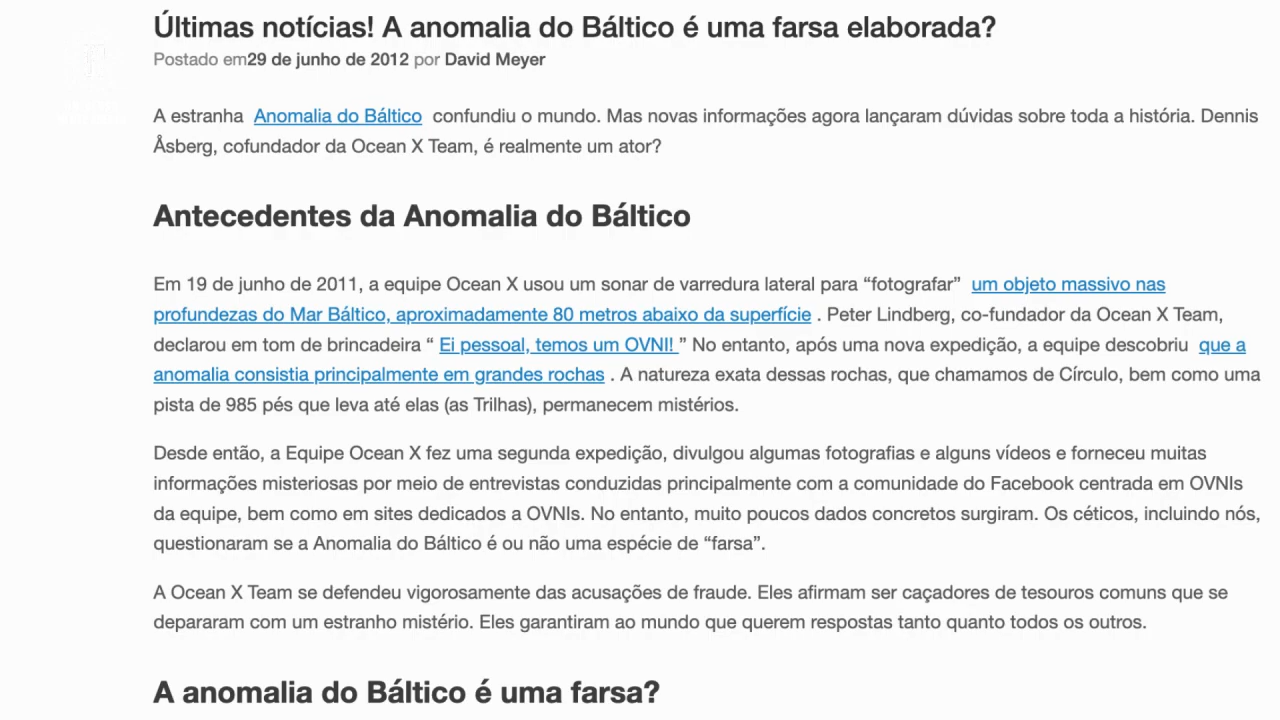 Últimas notícias! A anomalia do Báltico é uma farsa elaborada?
Postado em29 de junho de 2012 por David Meyer
A estranha Anomalia do Báltico confundiu o mundo. Mas novas informações agora lançaram dúvidas sobre toda a história. Dennis
Åsberg, cofundador da Ocean X Team, é realmente um ator?
Antecedentes da Anomalia do Báltico
Em 19 de junho de 2011, a equipe Ocean X usou um sonar de varredura lateral para “fotografar” um objeto massivo nas
profundezas do Mar Báltico, aproximadamente 80 metros abaixo da superfície . Peter Lindberg, co-fundador da Ocean X Team,
declarou em tom de brincadeira “ Ei pessoal, temos um OVNI! ” No entanto, após uma nova expedição, a equipe descobriu que a
anomalia consistia principalmente em grandes rochas . A natureza exata dessas rochas, que chamamos de Círculo, bem como uma
pista de 985 pés que leva até elas (as Trilhas), permanecem mistérios.
Desde então, a Equipe Ocean X fez uma segunda expedição, divulgou algumas fotografias e alguns vídeos e forneceu muitas
informações misteriosas por meio de entrevistas conduzidas principalmente com a comunidade do Facebook centrada em OVNIs
da equipe, bem como em sites dedicados a OVNIs. No entanto, muito poucos dados concretos surgiram. Os céticos, incluindo nós,
questionaram se a Anomalia do Báltico é ou não uma espécie de “farsa”.
A Ocean X Team se defendeu vigorosamente das acusações de fraude. Eles afirmam ser caçadores de tesouros comuns que se
depararam com um estranho mistério. Eles garantiram ao mundo que querem respostas tanto quanto todos os outros.
A anomalia do Báltico é uma farsa?